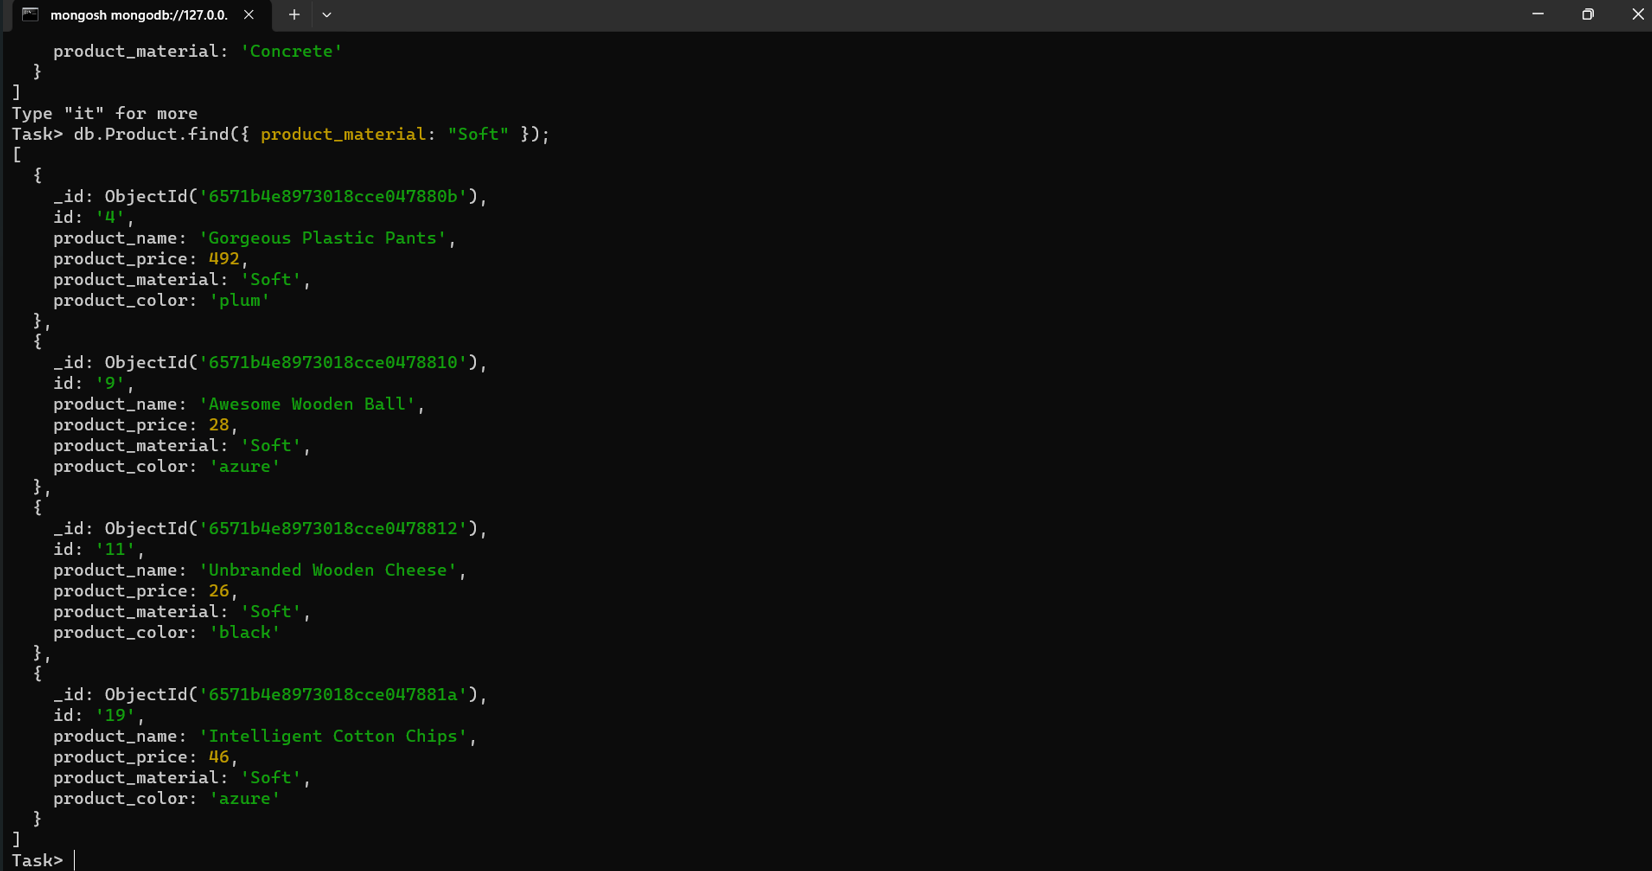 mongosh mongodb://127.0.0.
product_material: 'Concrete'
}
]
Type "it" for more
Task> db.Product.find({ product_material: "Soft" });
[
{
_id: ObjectId('6571b4e8973018cce047880b'),
id: '4',
product_name: 'Gorgeous Plastic Pants',
product_price: 492,
product_material: 'Soft',
product_color: 'plum'
},
{
_id: ObjectId('6571b4e8973018cce0478810'),
id: '9',
product_name: 'Awesome Wooden Ball',
product_price: 28,
product_material: 'Soft',
product_color: 'azure'
},
{
_id: ObjectId('6571b4e8973018cce0478812'),
id: '11',
product_name: 'Unbranded Wooden Cheese',
product_price: 26,
product_material: 'Soft',
product_color: 'black'
},
{
_id: ObjectId('6571b4e8973018cce047881a'),
id: '19',
product_name: 'Intelligent Cotton Chips',
product_price: 46,
product_material: 'Soft',
product_color: 'azure'
}
]
Task>